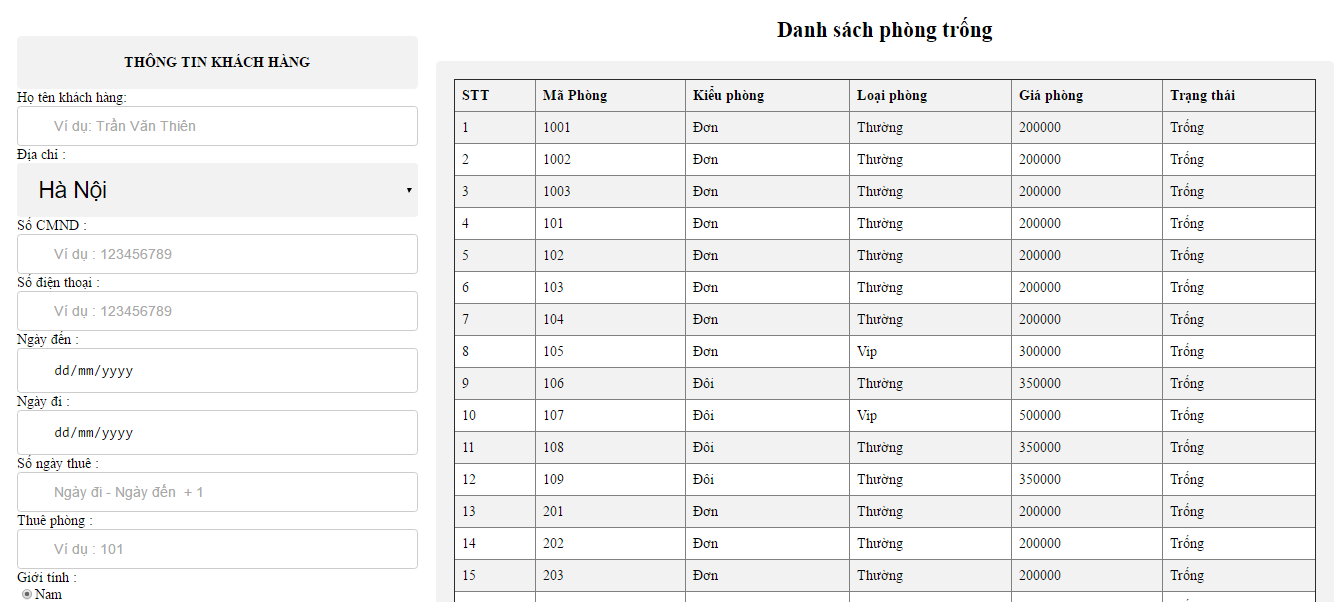 THÔNG TIN KHÁCH HÀNG
Họ tên khách hàng:
Ví dụ: Trần Văn Thiên
Địa chỉ :
Hà Nội
Số CMND :
Ví dụ : 123456789
Số điện thoại :
Ví dụ : 123456789
Ngày đến :
dd/mm/yyyy
Ngày đi :
dd/mm/yyyy
Số ngày thuê :
Ngày đi - Ngày đến + 1
Thuê phòng :
Ví dụ : 101
Giới tính :
Nam
Danh sách phòng trống
STT Mã Phòng Kiểu phòng Loại phòng Giá phòng Trạng thái
1 1001 Đơn Thường 200000 Trống
2 1002 Đơn Thường 200000 Trống
3 1003 Đơn Thường 200000 Trống
4 101 Đơn Thường 200000 Trống
5 102 Đơn Thường 200000 Trống
6 103 Đơn Thường 200000 Trống
7 104 Đơn Thường 200000 Trống
8 105 Đơn Vip 300000 Trống
9 106 Đôi Thường 350000 Trống
10 107 Đôi Vip 500000 Trống
11 108 Đôi Thường 350000 Trống
12 109 Đôi Thường 350000 Trống
13 201 Đơn Thường 200000 Trống
14 202 Đơn Thường 200000 Trống
15 203 Đơn Thường 200000 Trống